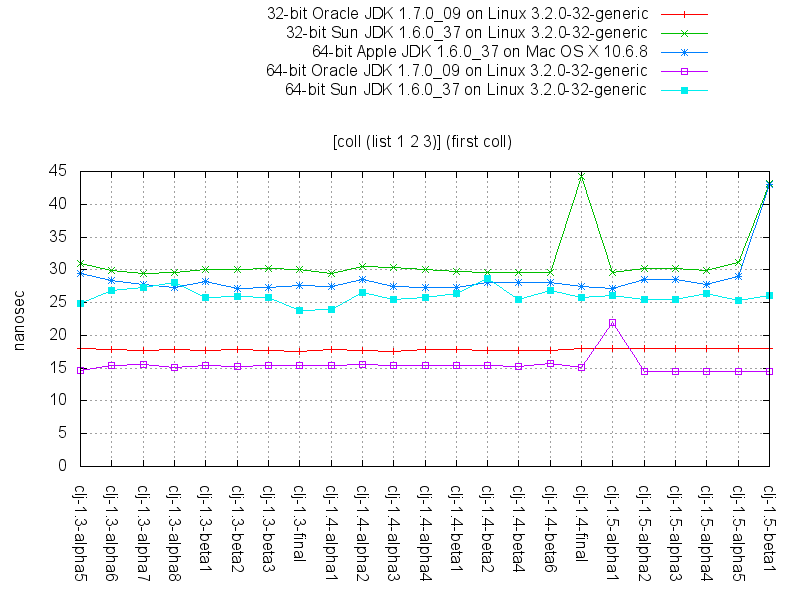 32-bit Oracle JDK 1.7.0_09 on Linux 3.2.0-32-generic
32-bit Sun JDK 1.6.0_37 on Linux 3.2.0-32-generic
64-bit Apple JDK 1.6.0_37 on Mac OS X 10.6.8
64-bit Oracle JDK 1.7.0_09 on Linux 3.2.0-32-generic
64-bit Sun JDK 1.6.0_37 on Linux 3.2.0-32-generic
[coll (list 1 2 3)] (first coll)
45
40
35
30
25
20
15
10
5
0
nanosec
clj-1.3-alpha5
clj-1.3-alpha6
clj-1.3-alpha7
clj-1.3-alpha8
clj-1.3-beta1
clj-1.3-beta2
clj-1.3-beta3
clj-1.3-final
clj-1.4-alpha1
clj-1.4-alpha2
clj-1.4-alpha3
clj-1.4-alpha4
clj-1.4-beta1
clj-1.4-beta2
clj-1.4-beta4
clj-1.4-beta6
clj-1.4-final
clj-1.5-alpha1
clj-1.5-alpha2
clj-1.5-alpha3
clj-1.5-alpha4
clj-1.5-alpha5
clj-1.5-beta1